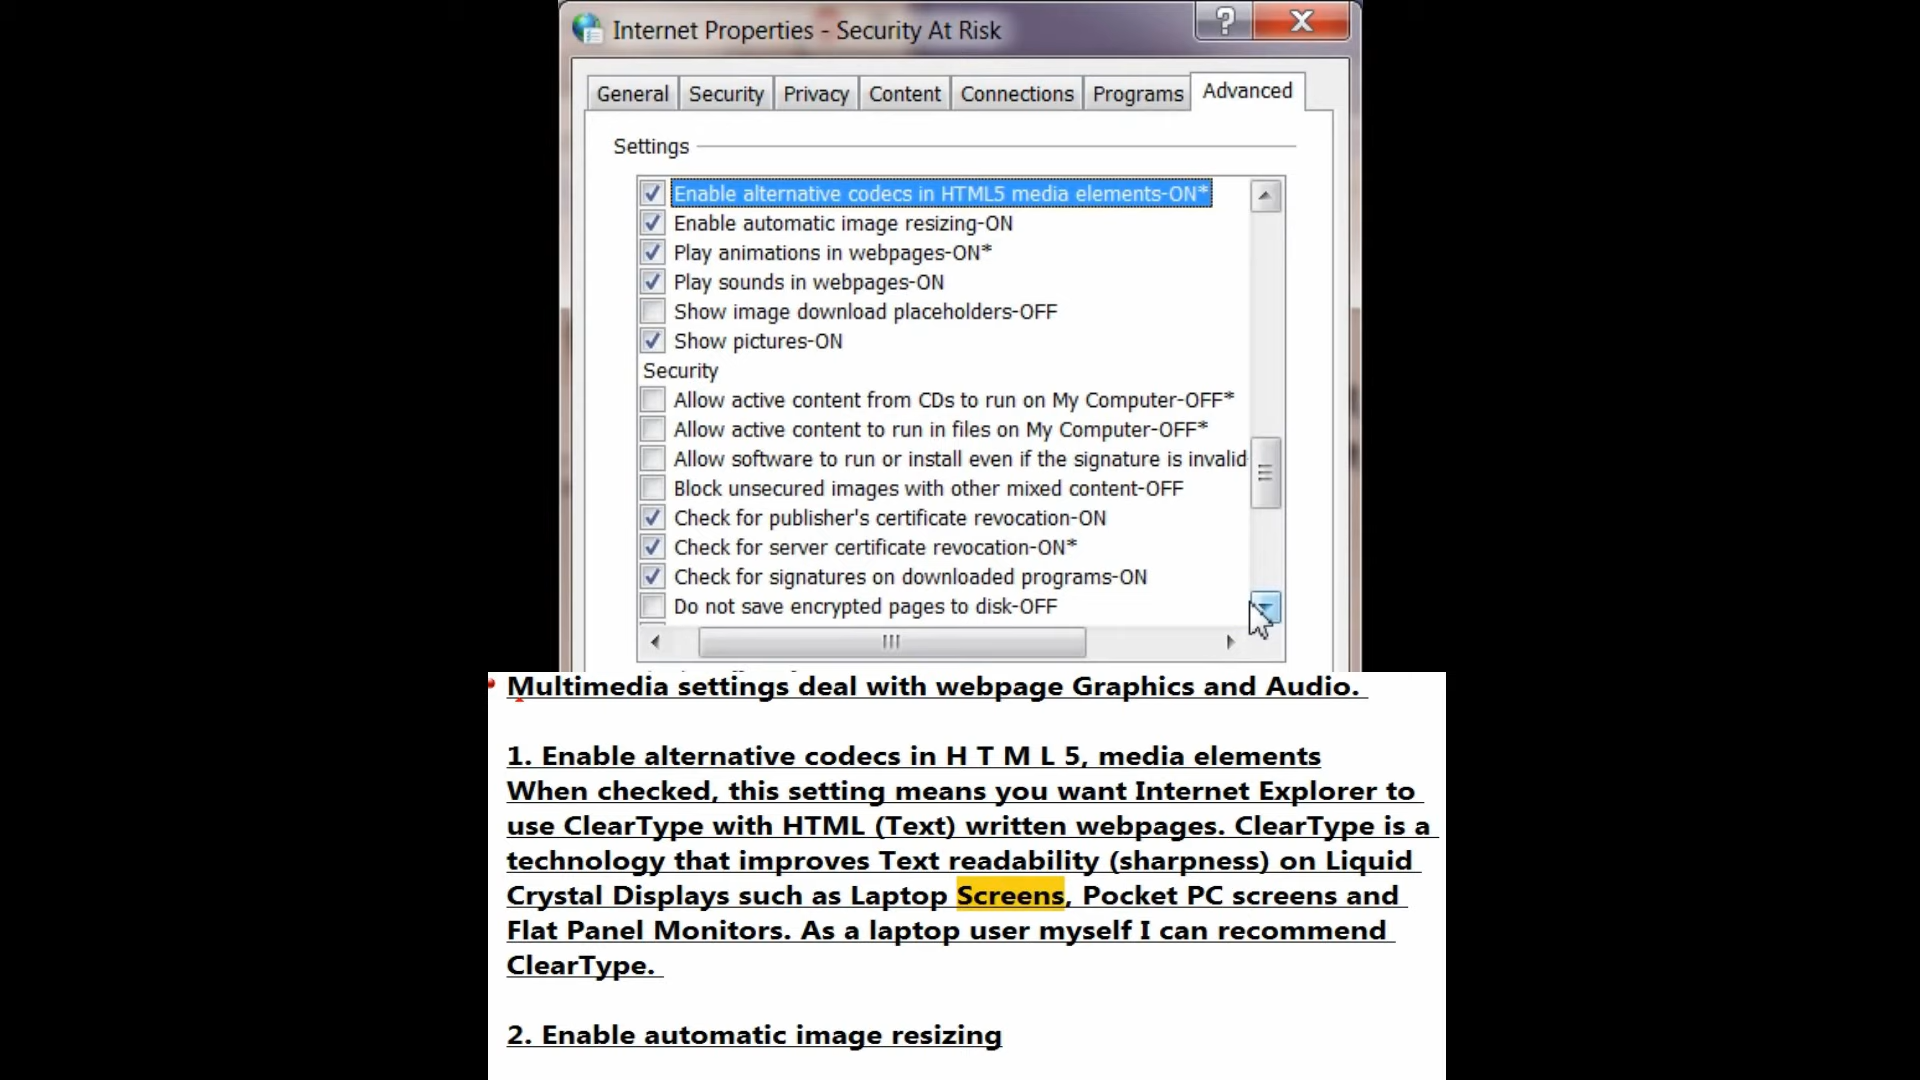 Internet Properties - Security At Risk
General Security Privacy Content Connections Programs Advanced
Settings
Enable alternative codecs in HTML5 media elements-ON*
Enable automatic image resizing-ON
Play animations in webpages-ON*
Play sounds in webpages-ON
Show image download placeholders-OFF
Show pictures-ON
Security
Allow active content from CDs to run on My Computer-OFF*
Allow active content to run in files on My Computer-OFF*
Allow software to run or install even if the signature is invalid
Block unsecured images with other mixed content-OFF
Check for publisher's certificate revocation-ON
Check for server certificate revocation-ON*
Check for signatures on downloaded programs-ON
Do not save encrypted pages to disk-OFF
Multimedia settings deal with webpage Graphics and Audio.
1. Enable alternative codecs in H T M L 5, media elements
When checked, this setting means you want Internet Explorer to
use ClearType with HTML (Text) written webpages. ClearType is a
technology that improves Text readability (sharpness) on Liquid
Crystal Displays such as Laptop Screens, Pocket PC screens and
Flat Panel Monitors. As a laptop user myself I can recommend
ClearType.
2. Enable automatic image resizing